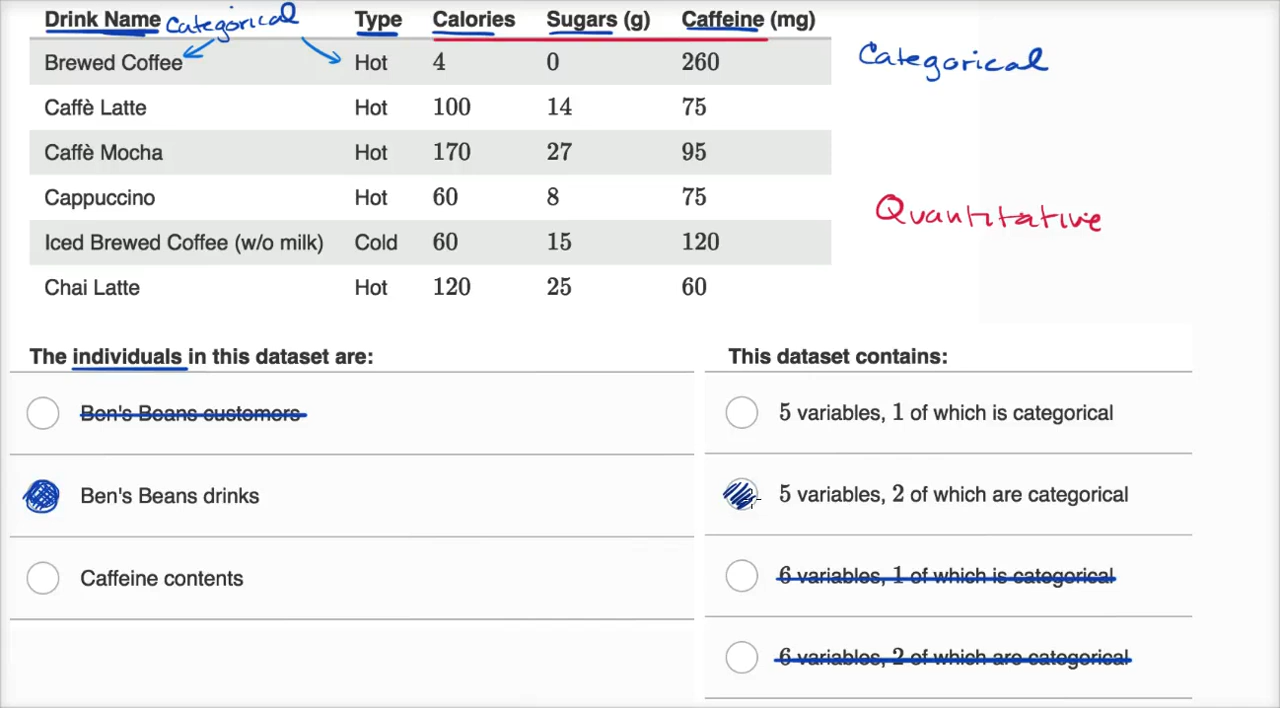 Drink Name Categorical Type Calories Sugars (g) Caffeine (mg)
Brewed Coffee Hot 4 0 260
Categorical
Caffè Latte Hot 100 14 75
Caffè Mocha Hot 170 27 95
Cappuccino Hot 60 8 75
Quantitative
Iced Brewed Coffee (w/o milk) Cold 60 15 120
Chai Latte Hot 120 25 60
The individuals in this dataset are:
Ben's Beans customers
Ben's Beans drinks
Caffeine contents
This dataset contains:
5 variables, 1 of which is categorical
5 variables, 2 of which are categorical
6 variables, 1 of which is categorical
6 variables, 2 of which are categorical